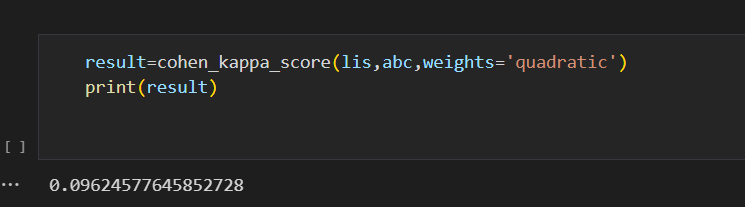 result=cohen_kappa_score(lis,abc,weights='quadratic')
print(result)
[ ]
... 0.09624577645852728